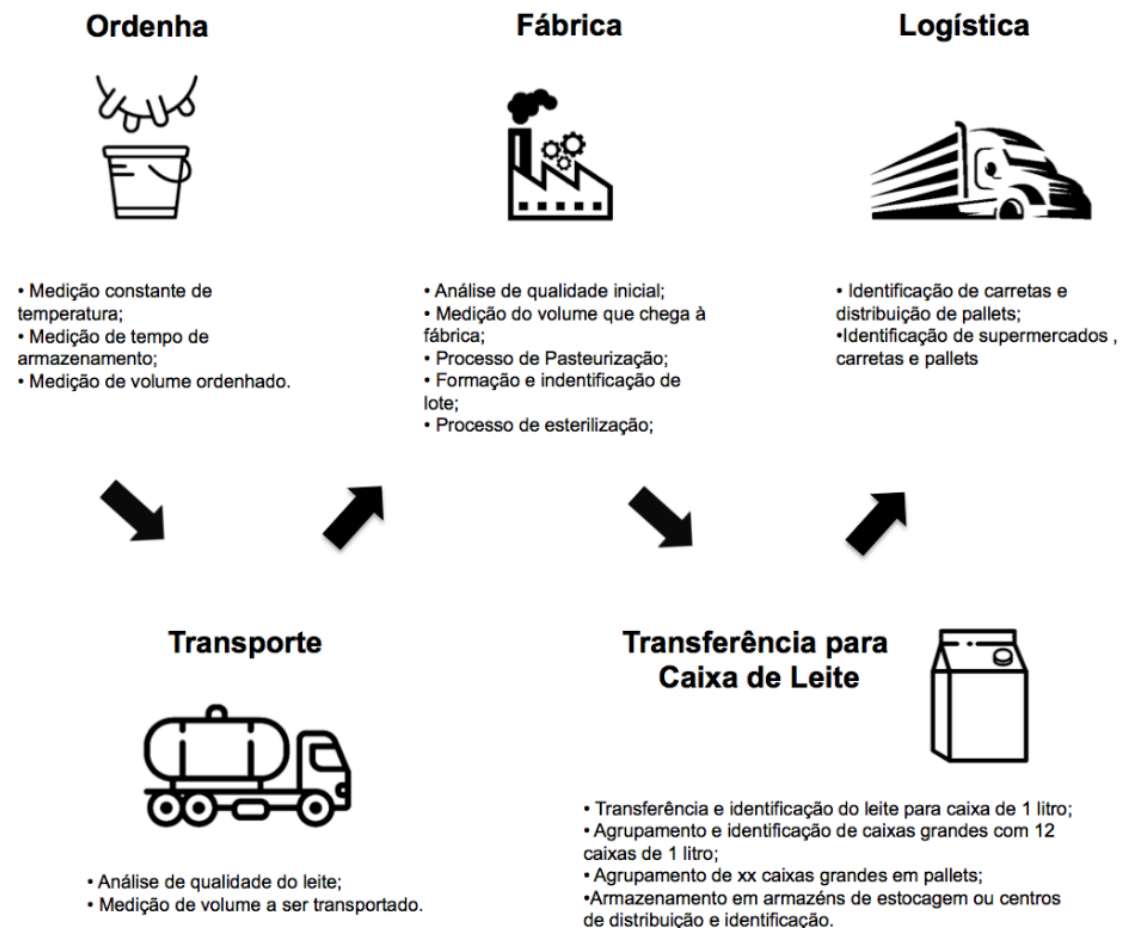 Ordenha
• Medição constante de
temperatura;
• Medição de tempo de
armazenamento;
• Medição de volume ordenhado.
Transporte
• Análise de qualidade do leite;
• Medição de volume a ser transportado.
Fábrica
• Análise de qualidade inicial;
• Medição do volume que chega à
fábrica;
• Processo de Pasteurização;
• Formação e indentificação de
lote;
• Processo de esterilização;
Transferência para
Caixa de Leite
• Transferência e identificação do leite para caixa de 1 litro;
• Agrupamento e identificação de caixas grandes com 12
caixas de 1 litro;
• Agrupamento de xx caixas grandes em pallets;
•Armazenamento em armazéns de estocagem ou centros
de distribuição e identificação.
Logística
• Identificação de carretas e
distribuição de pallets;
•Identificação de supermercados ,
carretas e pallets